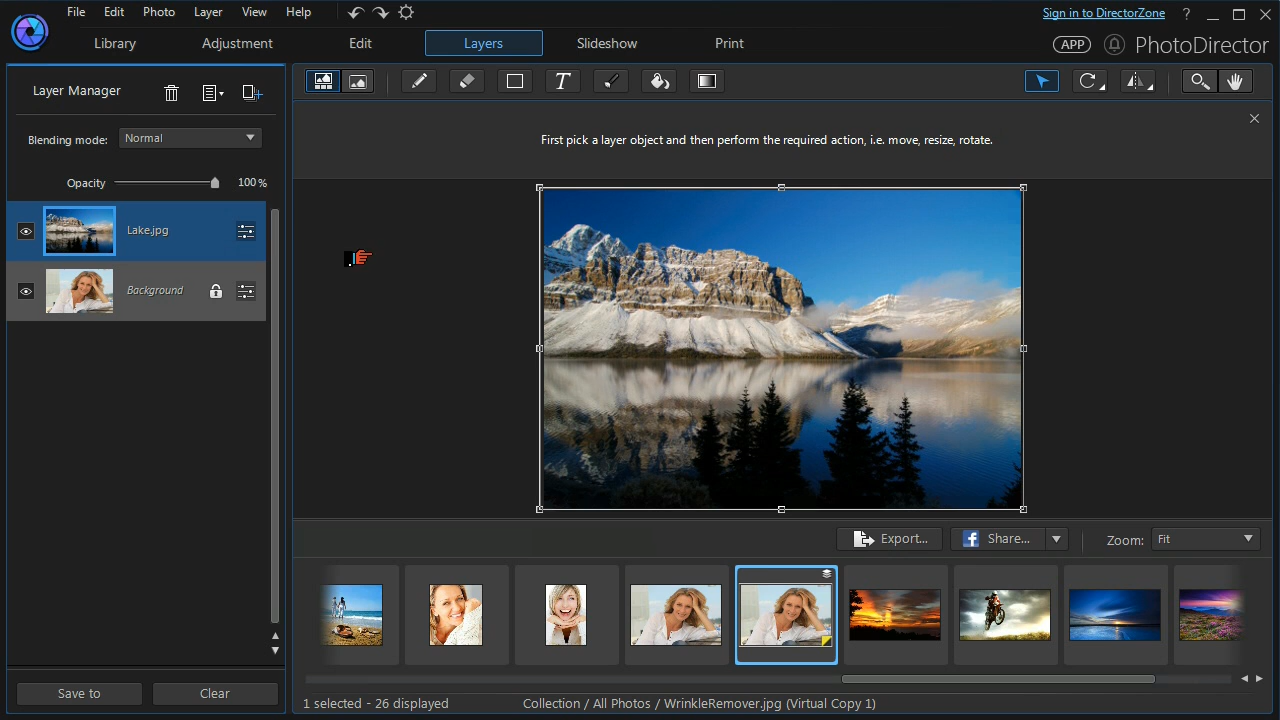 File Edit Photo Layer View Help
Sign in to DirectorZone ?
Library Adjustment Edit Layers Slideshow Print
APP PhotoDirector
Layer Manager
T
First pick a layer object and then perform the required action, i.e. move, resize, rotate.
Blending mode: Normal
Opacity 100 %
Lake.jpg
Background
Export... Share... Zoom: Fit
Save to Clear
1 selected - 26 displayed Collection / All Photos / WrinkleRemover.jpg (Virtual Copy 1)